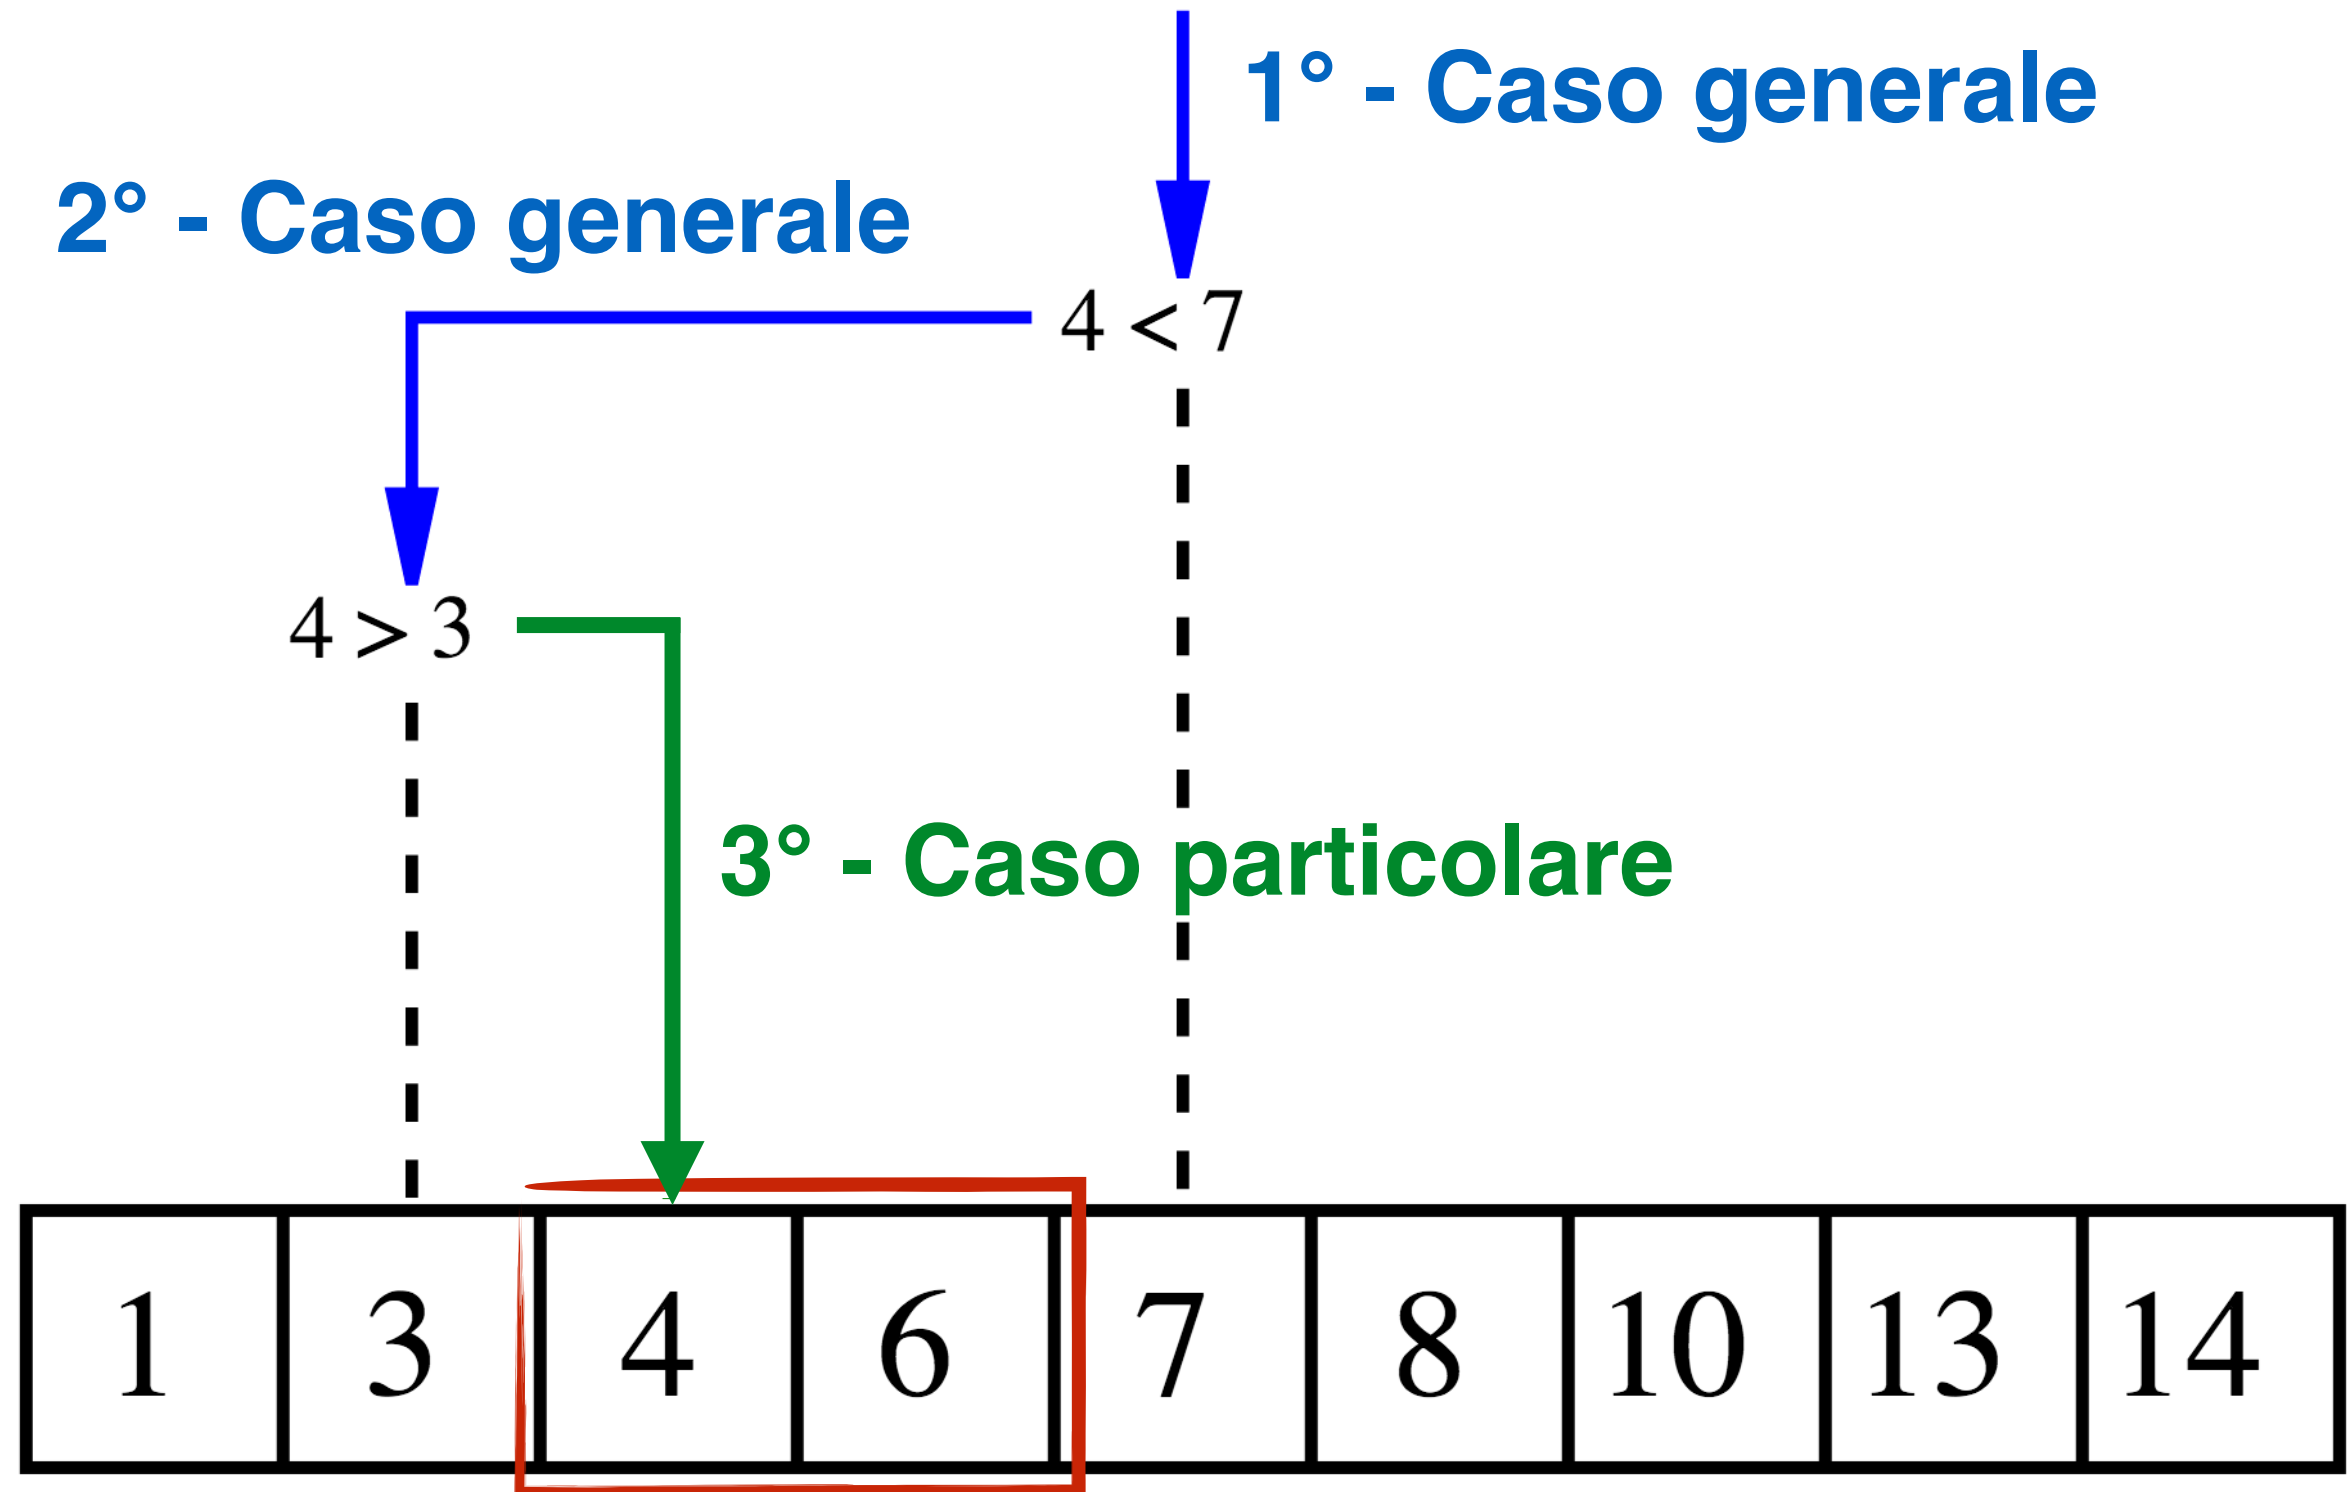 1° - Caso generale
2° - Caso generale
4 < 7
4 > 3
3° - Caso particolare
1 3 4 6 7 8 10 13 14